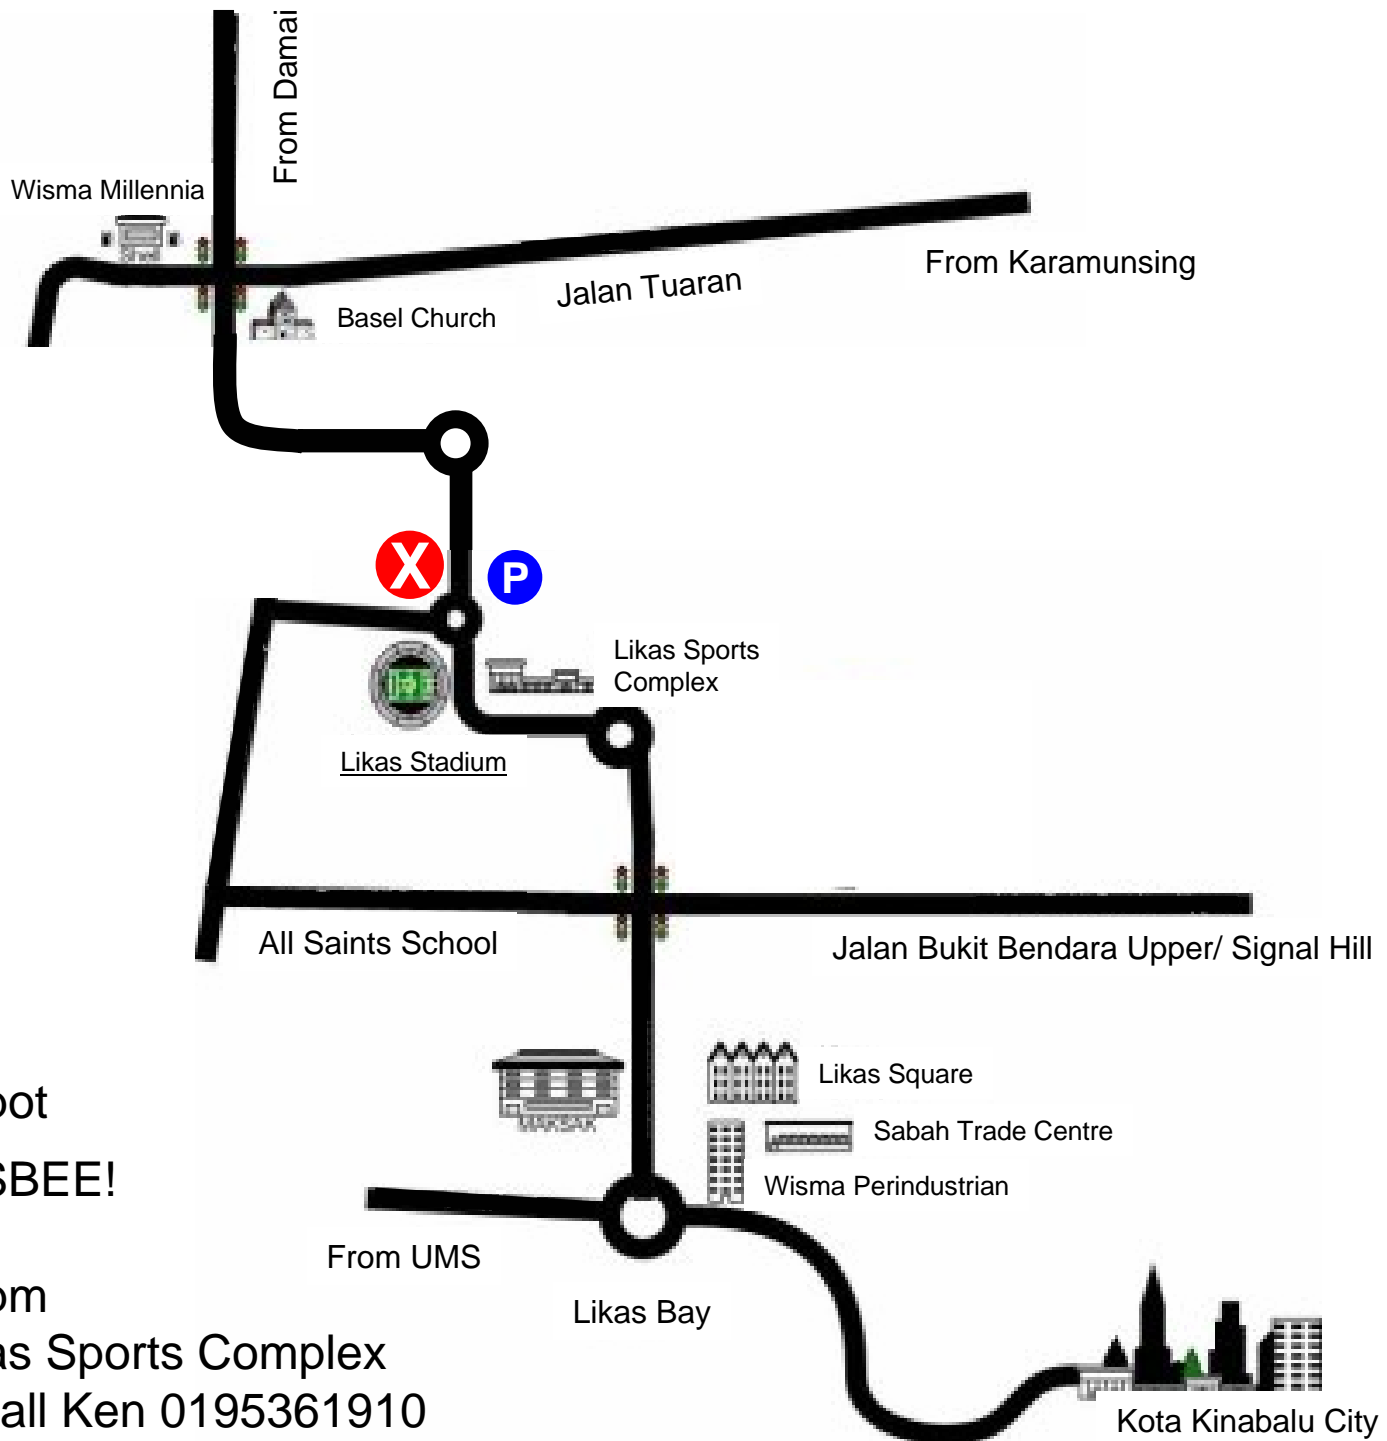 From Damai
Wisma Millennia
Shell
From Karamunsing
Jalan Tuaran
Basel Church
X
P
Likas Sports
Complex
Likas Stadium
All Saints School
Jalan Bukit Bendara Upper/ Signal Hill
Likas Square
MAKSAK
Sabah Trade Centre
Wisma Perindustrian
From UMS
Likas Bay
Kota Kinabalu City
oot
SBEE!
om
as Sports Complex
all Ken 0195361910